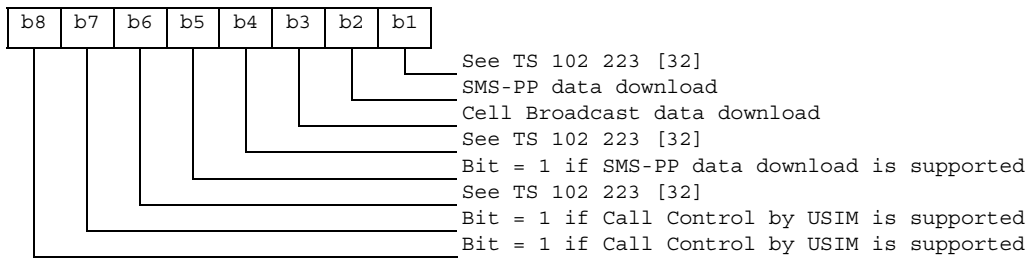 b8 b7 b6 b5 b4 b3 b2 b1
See TS 102 223 [32]
SMS-PP data download
Cell Broadcast data download
See TS 102 223 [32]
Bit = 1 if SMS-PP data download is supported
See TS 102 223 [32]
Bit = 1 if Call Control by USIM is supported
Bit = 1 if Call Control by USIM is supported